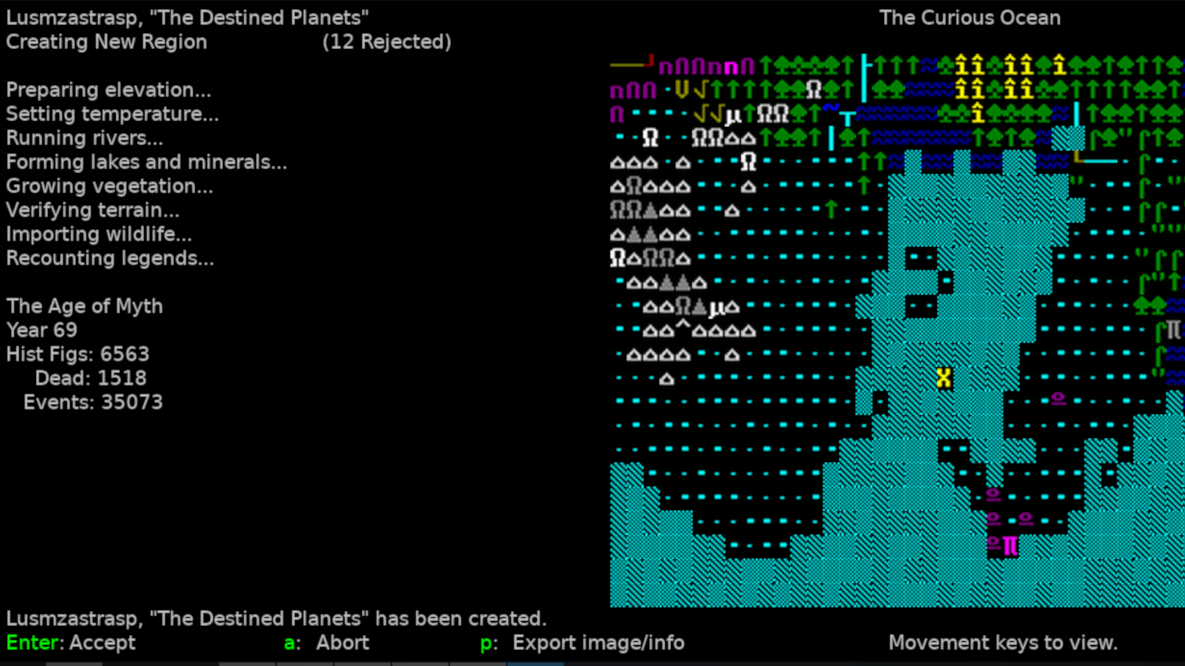 Lusmzastrasp, "The Destined Planets"
The Curious Ocean
Creating New Region (12 Rejected)
Preparing elevation...
Setting temperature...
Running rivers...
Forming lakes and minerals...
Growing vegetation...
Verifying terrain...
Importing wildlife...
Recounting legends...
The Age of Myth
Year 69
Hist Figs: 6563
Dead: 1518
Events: 35073
Lusmzastrasp, "The Destined Planets" has been created.
Enter: Accept a: Abort p: Export image/info Movement keys to view.